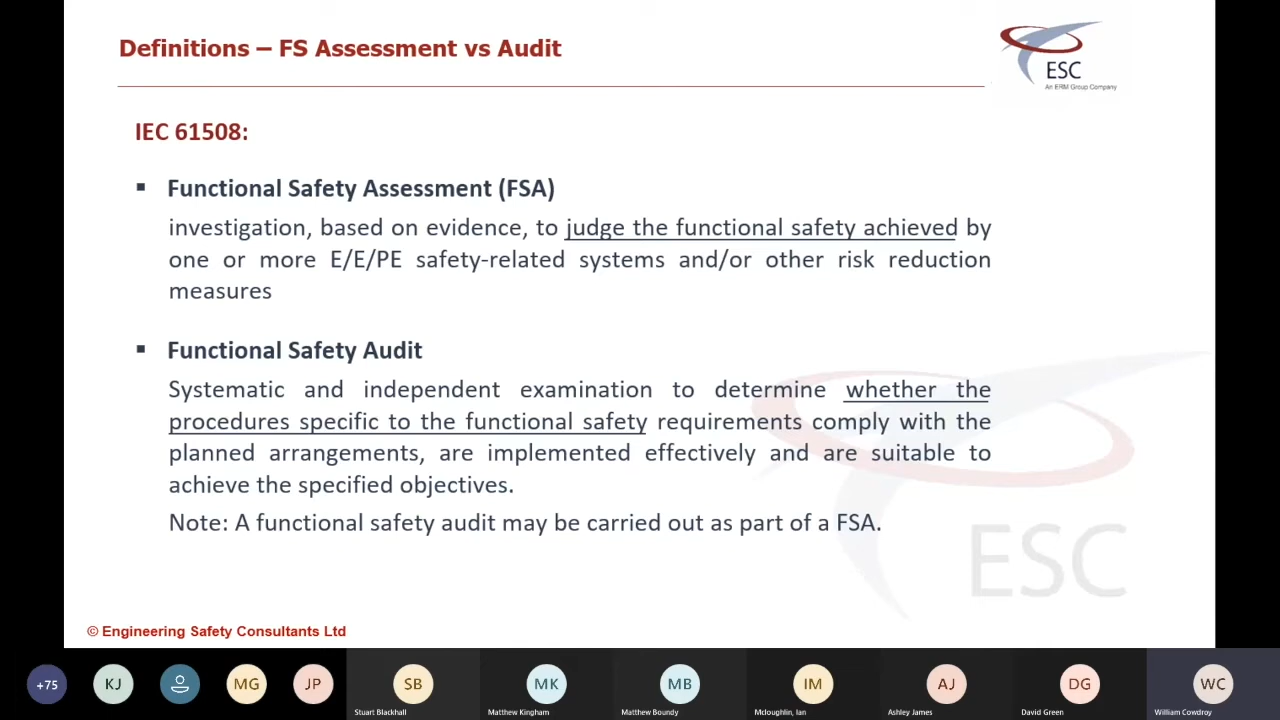 Definitions – FS Assessment vs Audit
ESC
An ERM Group Company
IEC 61508:
▪ Functional Safety Assessment (FSA)
investigation, based on evidence, to judge the functional safety achieved by
one or more E/E/PE safety-related systems and/or other risk reduction
measures
▪ Functional Safety Audit
Systematic and independent examination to determine whether the
procedures specific to the functional safety requirements comply with the
planned arrangements, are implemented effectively and are suitable to
achieve the specified objectives.
Note: A functional safety audit may be carried out as part of a FSA.
ESC
© Engineering Safety Consultants Ltd
+75
KJ
MG
JP
SB
MK
MB
IM
AJ
DG
WC
Stuart Blackhall
Matthew Kingham
Matthew Boundy
Mcloughlin, Ian
Ashley James
David Green
William Cowdroy